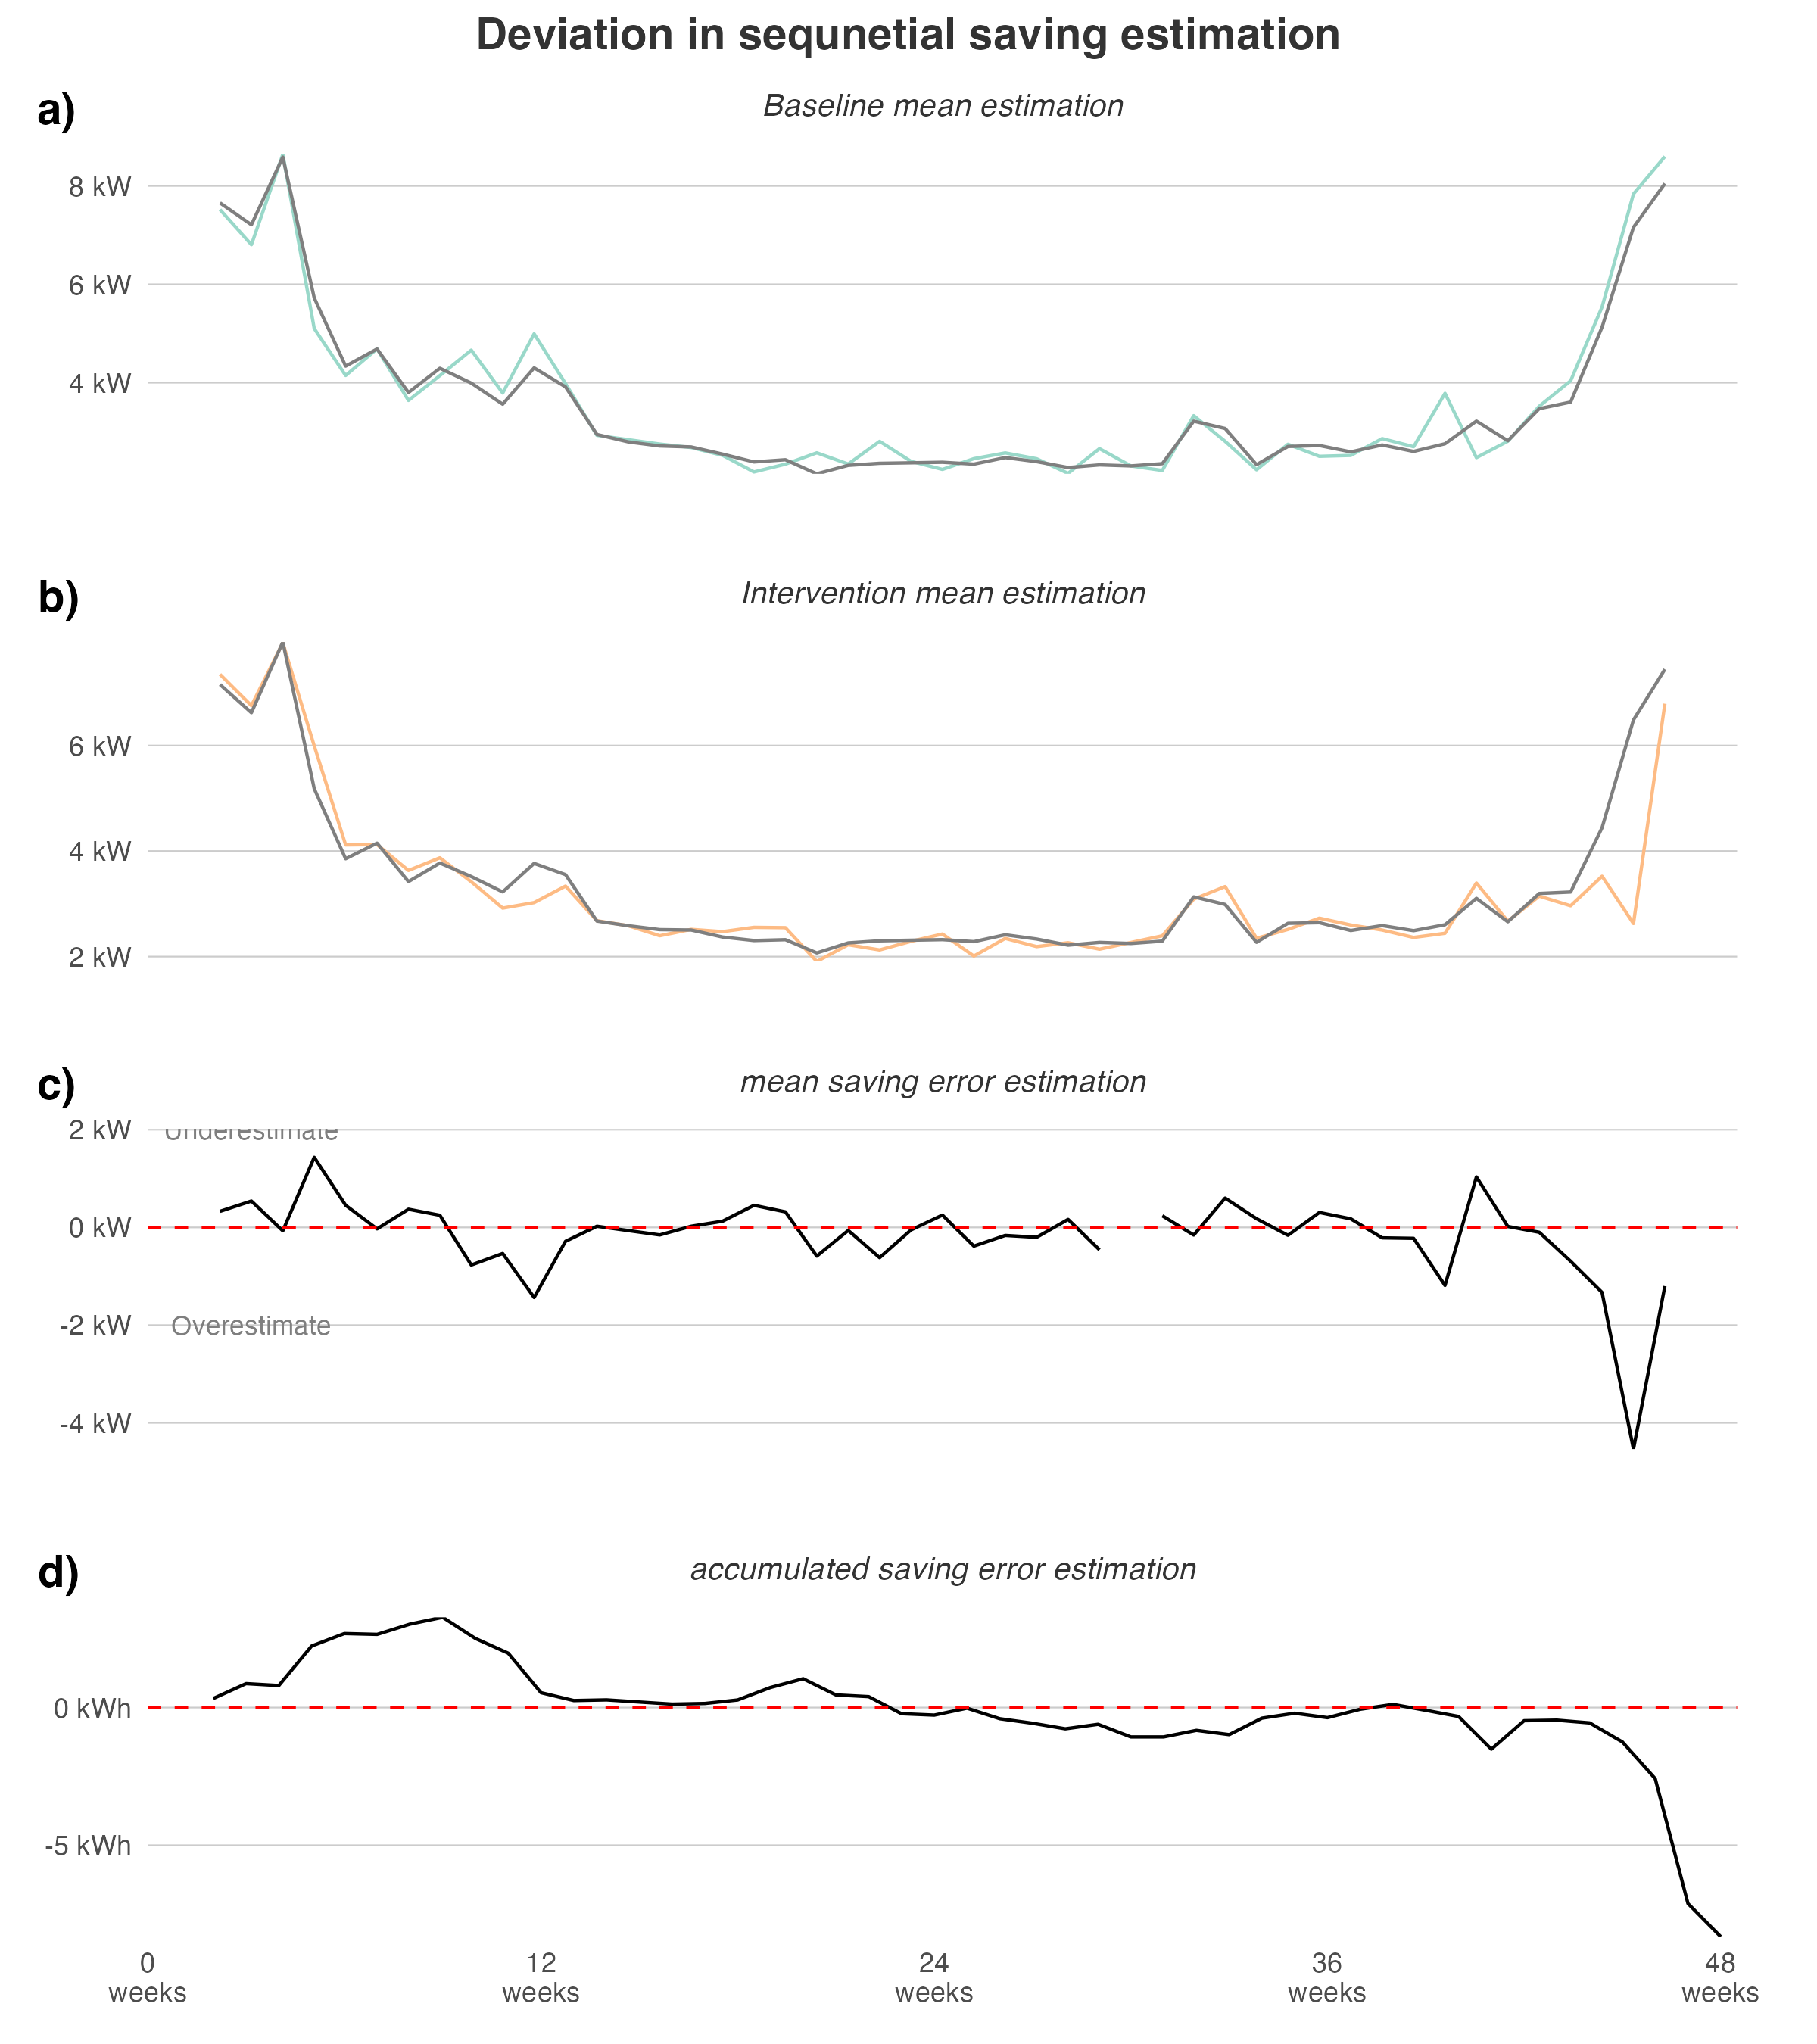 Deviation in sequnetial saving estimation
a)
Baseline mean estimation
8 kW
6 kW
4 kW
b)
Intervention mean estimation
6 kW
4 kW
2 kW
c)
mean saving error estimation
2 kW
Underestimate
0 kW
-2 kW
Overestimate
-4 kW
d)
accumulated saving error estimation
0 kWh
-5 kWh
0 12 24 36 48
weeks weeks weeks weeks weeks